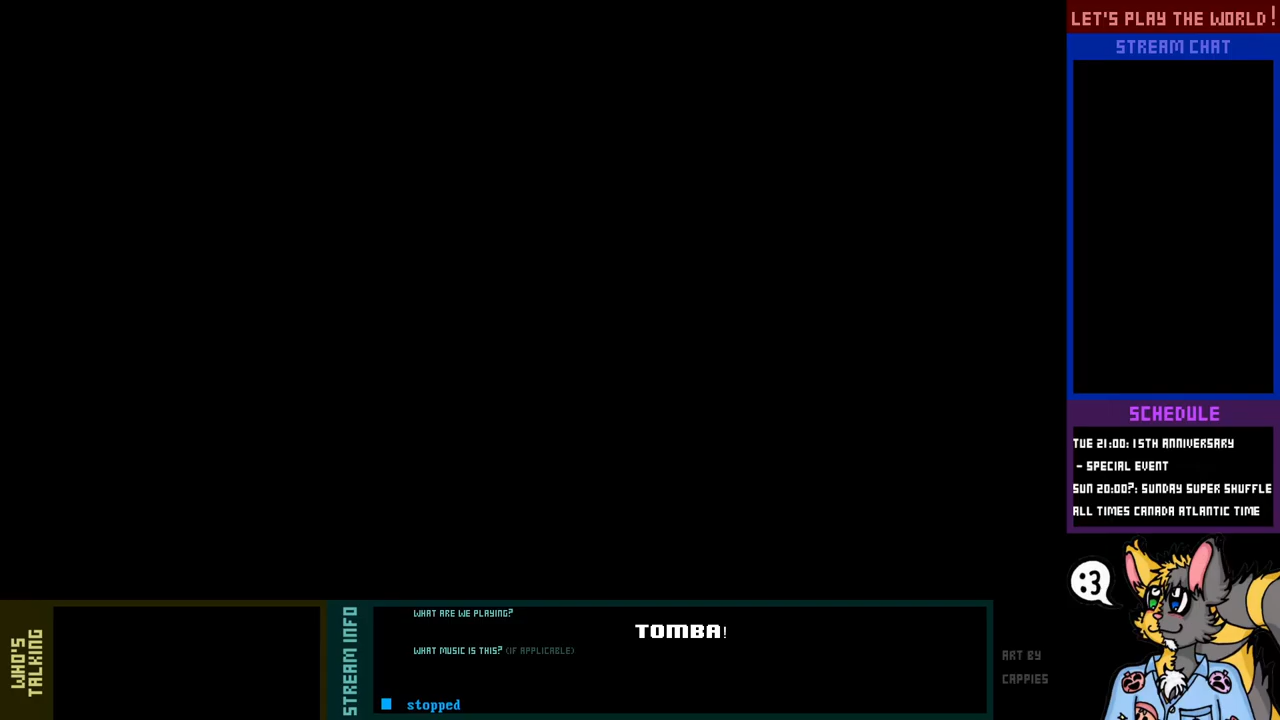 LET'S PLAY THE WORLD!
STREAM CHAT
SCHEDULE
TUE 21:00: 15TH ANNIVERSARY
- SPECIAL EVENT
SUN 20:00?: SUNDAY SUPER SHUFFLE
ALL TIMES CANADA ATLANTIC TIME
:3
WHO'S
TALKING
STREAM INFO
WHAT ARE WE PLAYING?
TOMBA!
WHAT MUSIC IS THIS? (IF APPLICABLE)
stopped
ART BY
CAPPIES